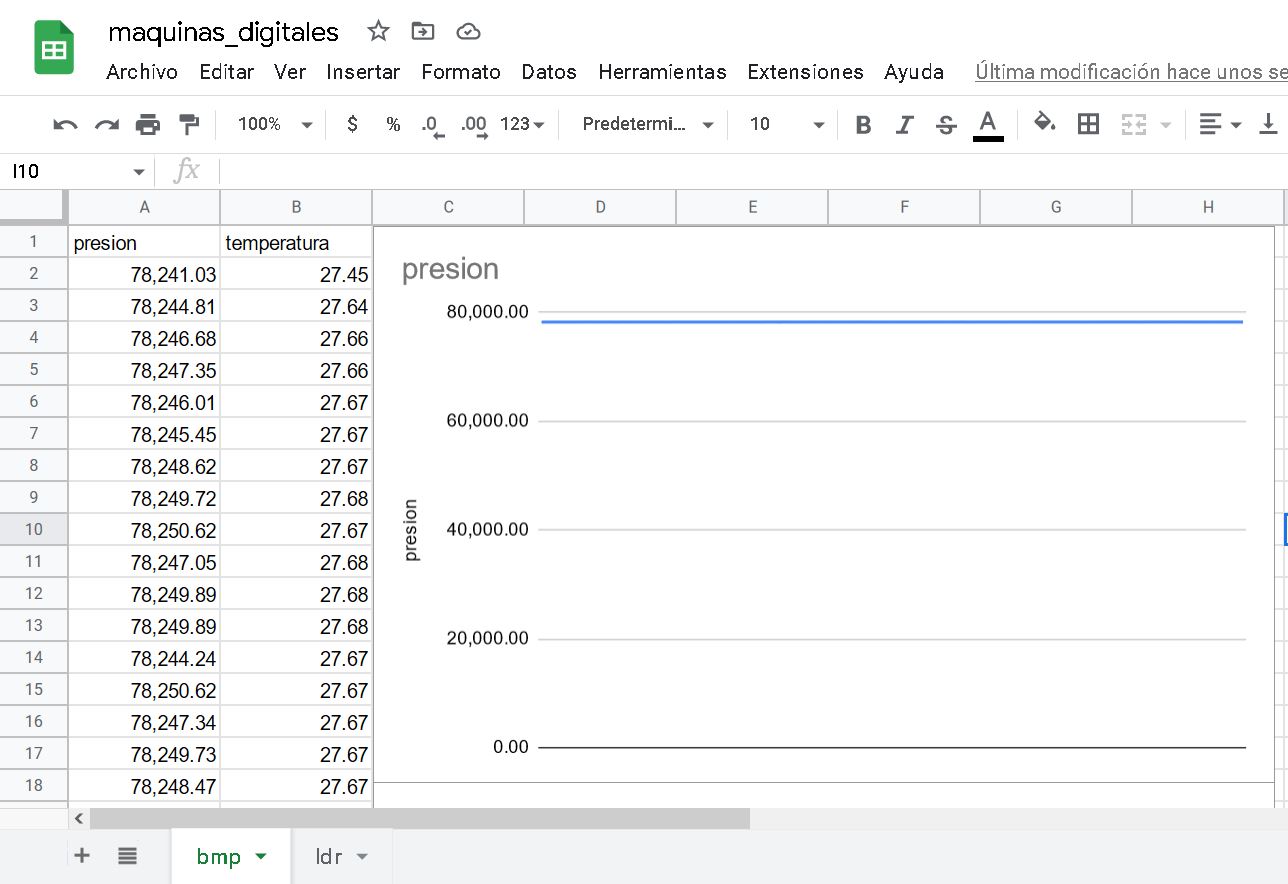 maquinas_digitales
Archivo Editar Ver Insertar Formato Datos Herramientas Extensiones Ayuda Última modificación hace unos se
100% $ % .0 .00 123 Predetermi... 10 B I S A
I10 fx
A B C D E F G H
1 presion temperatura
2 78,241.03 27.45
3 78,244.81 27.64
4 78,246.68 27.66
5 78,247.35 27.66
6 78,246.01 27.67
7 78,245.45 27.67
8 78,248.62 27.67
9 78,249.72 27.68
10 78,250.62 27.67
11 78,247.05 27.68
12 78,249.89 27.68
13 78,249.89 27.68
14 78,244.24 27.67
15 78,250.62 27.67
16 78,247.34 27.67
17 78,249.73 27.67
18 78,248.47 27.67
presion
80,000.00
60,000.00
40,000.00
20,000.00
0.00
presion
bmp ldr